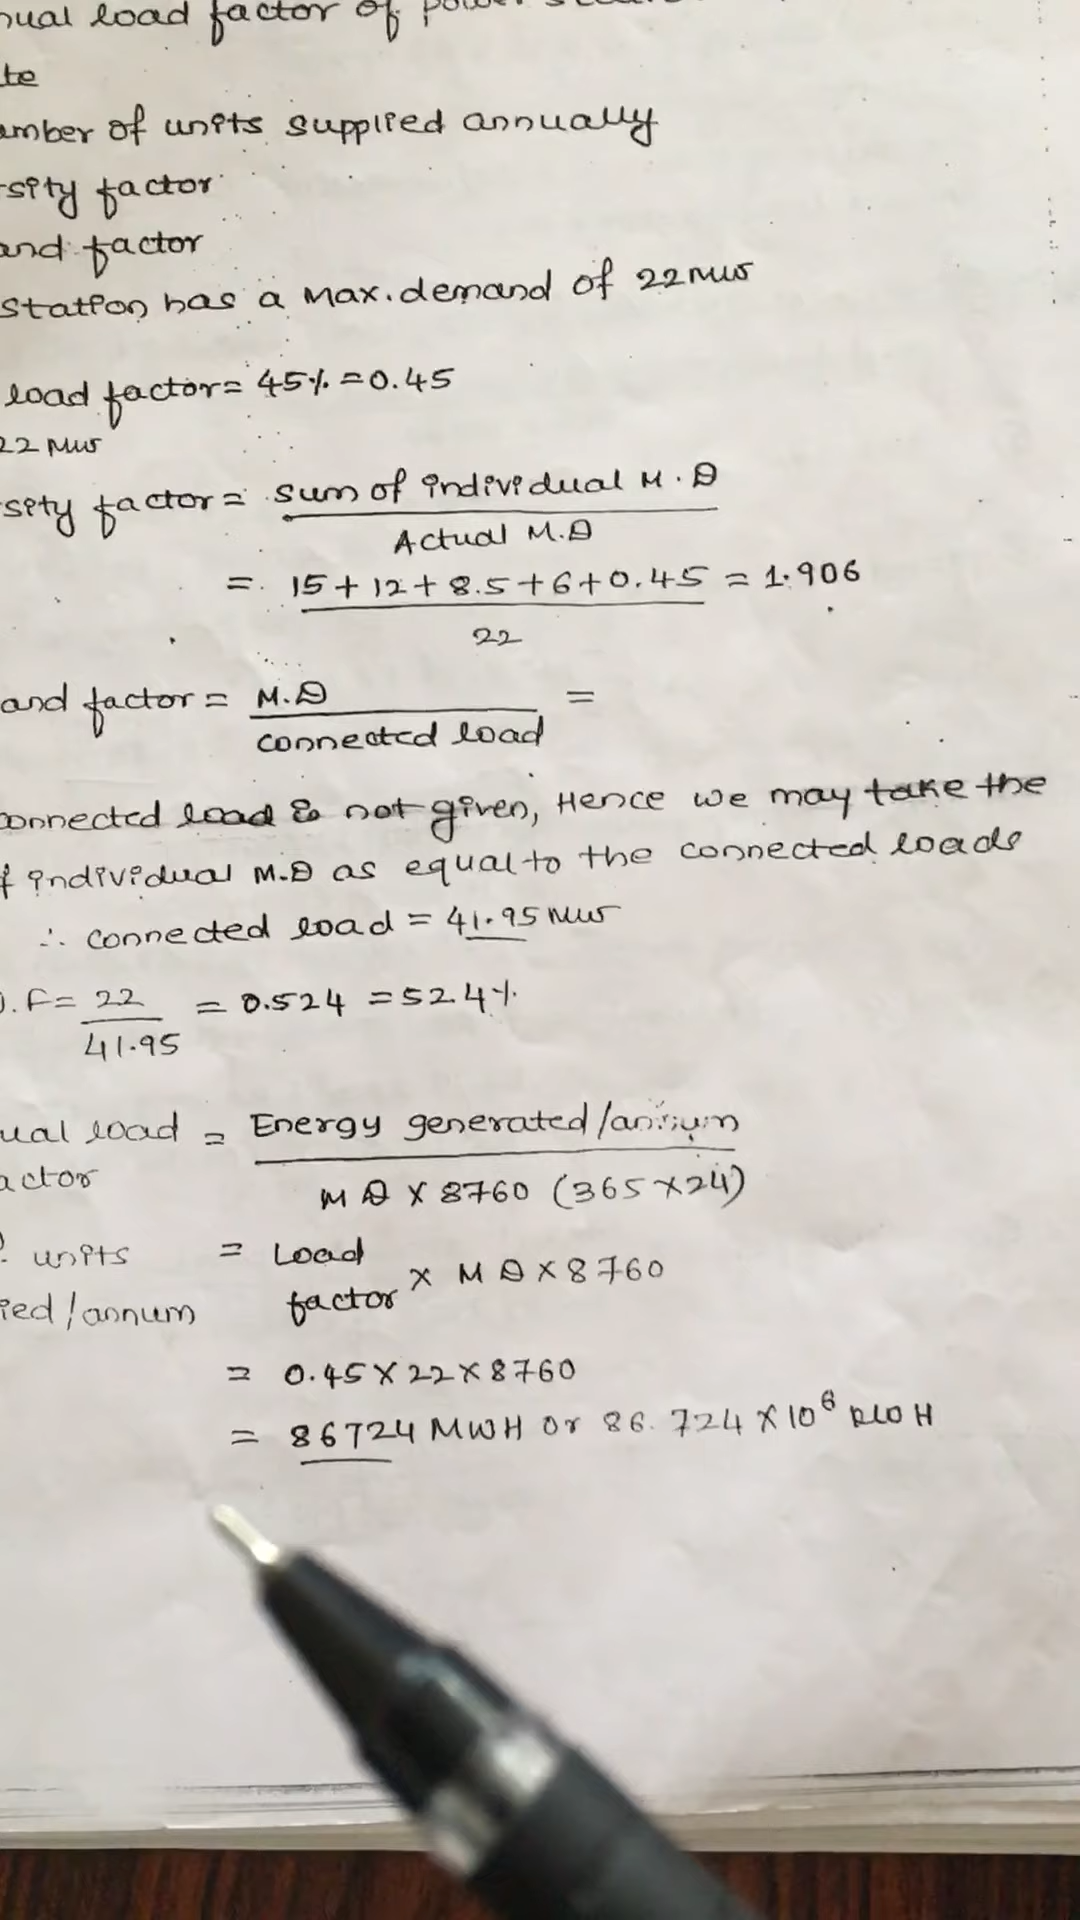 nual load factor of power
te
umber of units supplied annually
sity factor
and factor
station has a max. demand of 22 MW
load factor = 45% = 0.45
22 MW
sity factor = sum of individual M.D
Actual M.D
= 15 + 12 + 8.5 + 6 + 0.45 = 1.906
22
and factor = M.D =
connected load
onnected load is not given, Hence we may take the
f individual M.D as equal to the connected loads
∴ connected load = 41.95 MW
D.F = 22 = 0.524 = 52.4%
41.95
ual load = Energy generated /annum
actor
MD × 8760 (365×24)
units = Load × MD × 8760
ied /annum factor
= 0.45 × 22 × 8760
= 86724 MWH or 86.724 × 10⁶ KWH